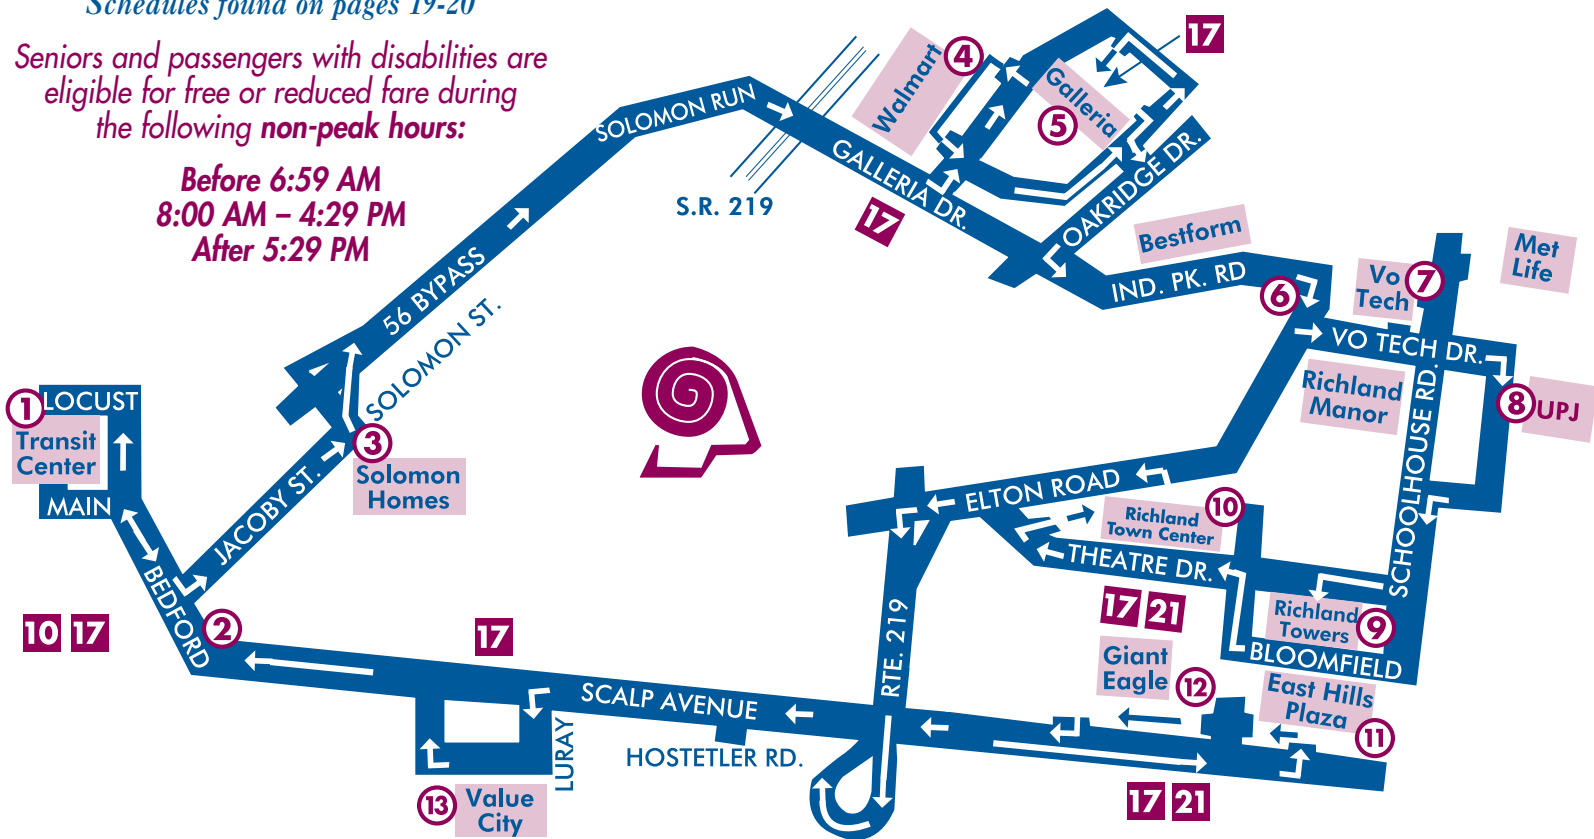 Schedules found on pages 19-20
Seniors and passengers with disabilities are
eligible for free or reduced fare during
the following non-peak hours:
Before 6:59 AM
8:00 AM – 4:29 PM
After 5:29 PM
17
4
Walmart
Galleria
5
SOLOMON RUN
S.R. 219
GALLERIA DR.
17
OAKRIDGE DR.
Bestform
IND. PK. RD
6
Vo
Tech
7
Met
Life
VO TECH DR.
Richland
Manor
SCHOOLHOUSE RD.
8
UPJ
56 BYPASS
SOLOMON ST.
1
LOCUST
Transit
Center
MAIN
3
Solomon
Homes
JACOBY ST.
BEDFORD
2
10 17
ELTON ROAD
Richland
Town Center
10
THEATRE DR.
17 21
Richland
Towers
9
BLOOMFIELD
RTE. 219
Giant
Eagle
12
East Hills
Plaza
11
17
SCALP AVENUE
HOSTETLER RD.
LURAY
13
Value
City
17 21